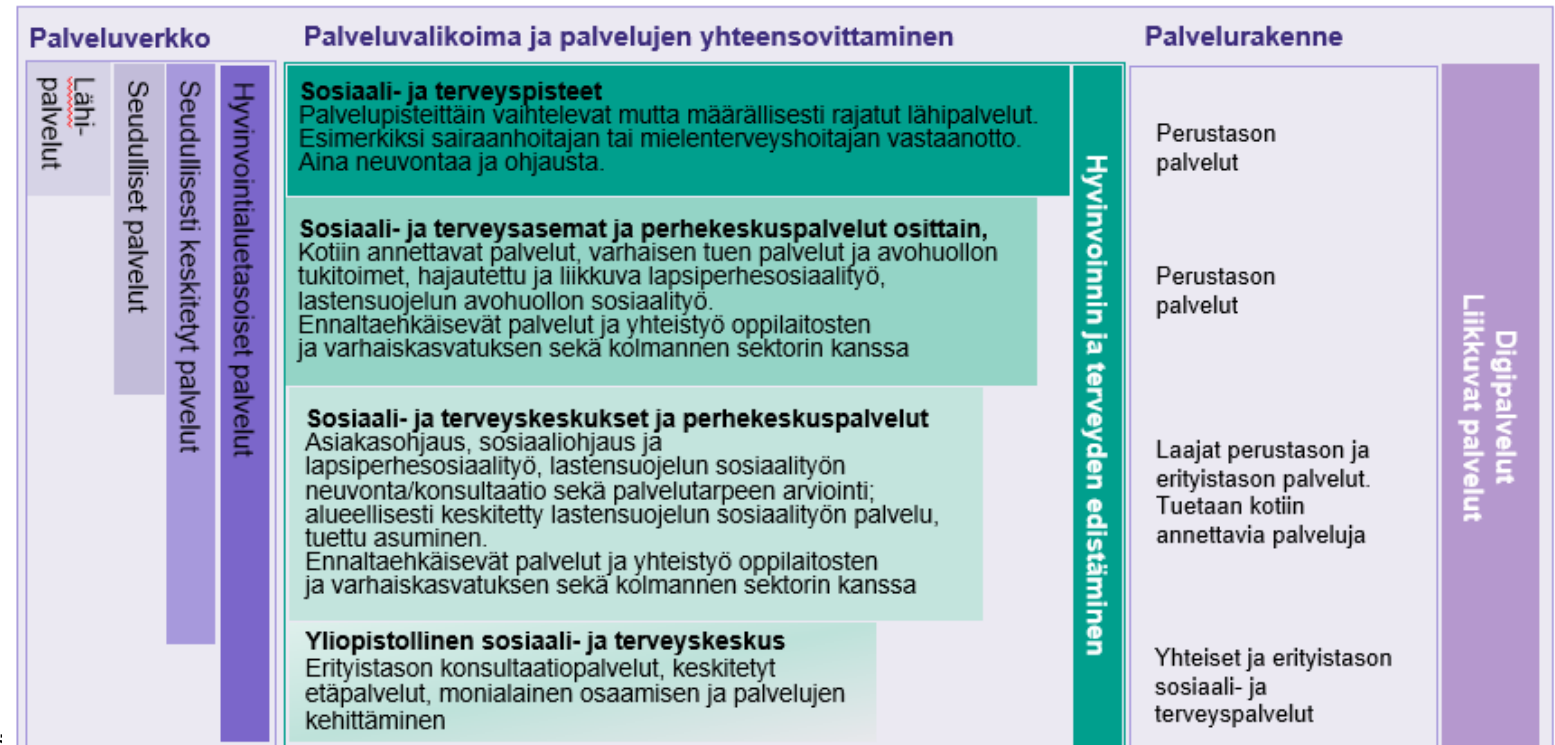 Palveluverkko
Palveluvalikoima ja palvelujen yhteensovittaminen
Palvelurakenne
Lähi-
palvelut
Seudulliset palvelut
Seudullisesti keskitetyt palvelut
Hyvinvointialuetasoiset palvelut
Sosiaali- ja terveyspisteet
Palvelupisteittäin vaihtelevat mutta määrällisesti rajatut lähipalvelut.
Esimerkiksi sairaanhoitajan tai mielenterveyshoitajan vastaanotto.
Aina neuvontaa ja ohjausta.
Sosiaali- ja terveysasemat ja perhekeskuspalvelut osittain,
Kotiin annettavat palvelut, varhaisen tuen palvelut ja avohuollon
tukitoimet, hajautettu ja liikkuva lapsiperhesosiaalityö,
lastensuojelun avohuollon sosiaalityö.
Ennaltaehkäisevät palvelut ja yhteistyö oppilaitosten
ja varhaiskasvatuksen sekä kolmannen sektorin kanssa
Sosiaali- ja terveyskeskukset ja perhekeskuspalvelut
Asiakasohjaus, sosiaaliohjaus ja
lapsiperhesosiaalityö, lastensuojelun sosiaalityön
neuvonta/konsultaatio sekä palvelutarpeen arviointi;
alueellisesti keskitetty lastensuojelun sosiaalityön palvelu,
tuettu asuminen.
Ennaltaehkäisevät palvelut ja yhteistyö oppilaitosten
ja varhaiskasvatuksen sekä kolmannen sektorin kanssa
Yliopistollinen sosiaali- ja terveyskeskus
Erityistason konsultaatiopalvelut, keskitetyt
etäpalvelut, monialainen osaamisen ja palvelujen
kehittäminen
Hyvinvoinnin ja terveyden edistäminen
Perustason
palvelut
Perustason
palvelut
Laajat perustason ja
erityistason palvelut.
Tuetaan kotiin
annettavia palveluja
Yhteiset ja erityistason
sosiaali- ja
terveyspalvelut
Digipalvelut
Liikkuvat palvelut